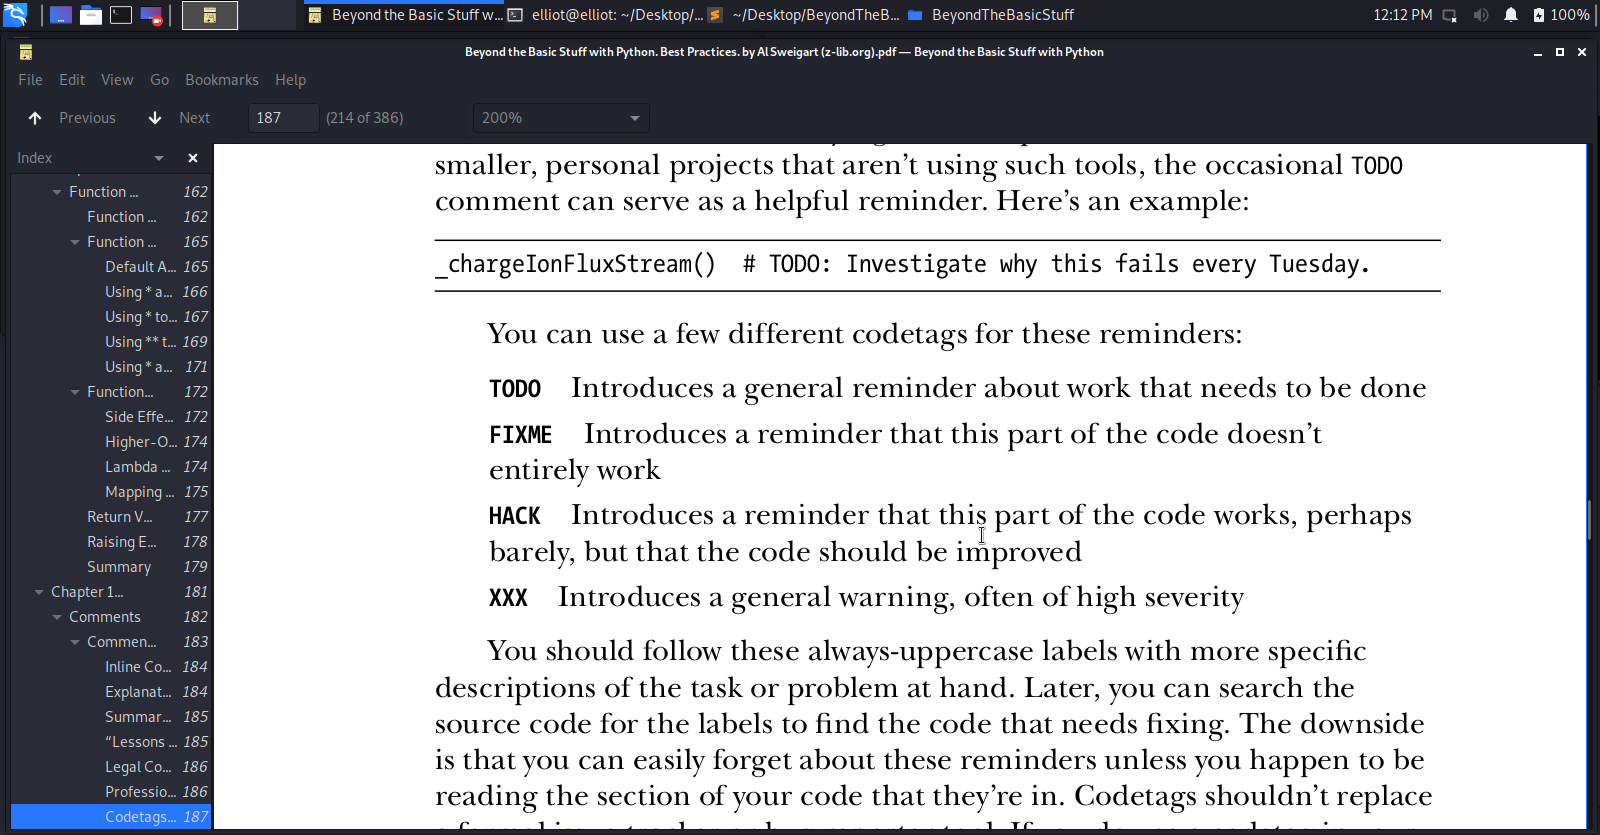 Beyond the Basic Stuff w...
elliot@elliot: ~/Desktop/...
~/Desktop/BeyondTheB...
BeyondTheBasicStuff
12:12 PM
100%
Beyond the Basic Stuff with Python. Best Practices. by Al Sweigart (z-lib.org).pdf — Beyond the Basic Stuff with Python
File Edit View Go Bookmarks Help
Previous Next 187 (214 of 386) 200%
Index
Function ... 162
Function ... 162
Function ... 165
Default A... 165
Using * a... 166
Using * to... 167
Using ** t... 169
Using * a... 171
Function... 172
Side Effe... 172
Higher-O... 174
Lambda ... 174
Mapping ... 175
Return V... 177
Raising E... 178
Summary 179
Chapter 1... 181
Comments 182
Commen... 183
Inline Co... 184
Explanat... 184
Summar... 185
“Lessons ... 185
Legal Co... 186
Professio... 186
Codetags... 187
smaller, personal projects that aren’t using such tools, the occasional TODO
comment can serve as a helpful reminder. Here’s an example:
_chargeIonFluxStream() # TODO: Investigate why this fails every Tuesday.
You can use a few different codetags for these reminders:
TODO Introduces a general reminder about work that needs to be done
FIXME Introduces a reminder that this part of the code doesn’t
entirely work
HACK Introduces a reminder that this part of the code works, perhaps
barely, but that the code should be improved
XXX Introduces a general warning, often of high severity
You should follow these always-uppercase labels with more specific
descriptions of the task or problem at hand. Later, you can search the
source code for the labels to find the code that needs fixing. The downside
is that you can easily forget about these reminders unless you happen to be
reading the section of your code that they’re in. Codetags shouldn’t replace